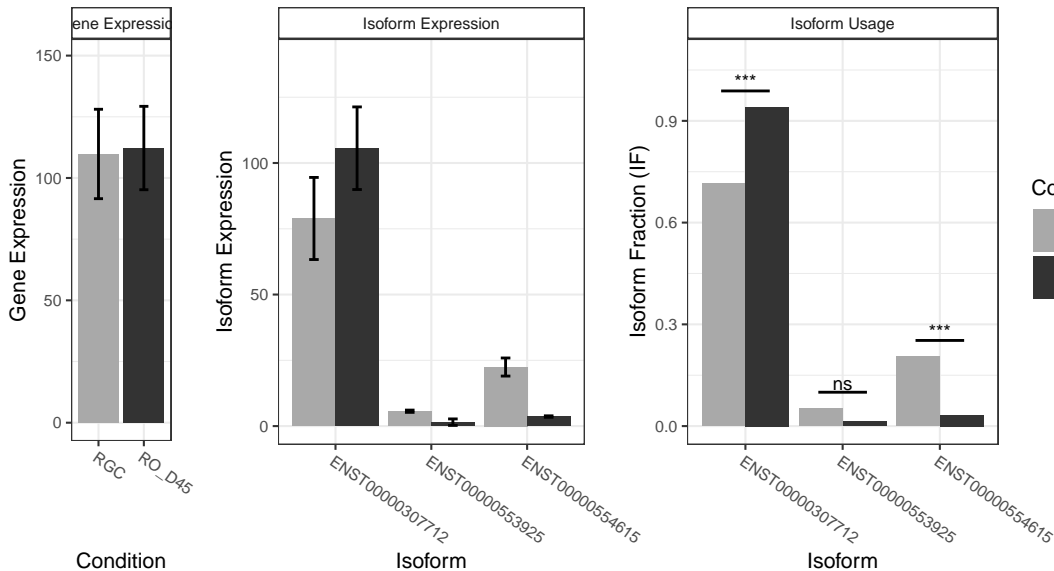 ene Expressio
Gene Expression
150
100
50
0
RGC
RO_D45
Condition
Isoform Expression
Isoform Expression
100
50
0
ENST00000307712
ENST00000553925
ENST00000554615
Isoform
Isoform Usage
Isoform Fraction (IF)
0.9
0.6
0.3
0.0
***
ns
***
ENST00000307712
ENST00000553925
ENST00000554615
Isoform
Co